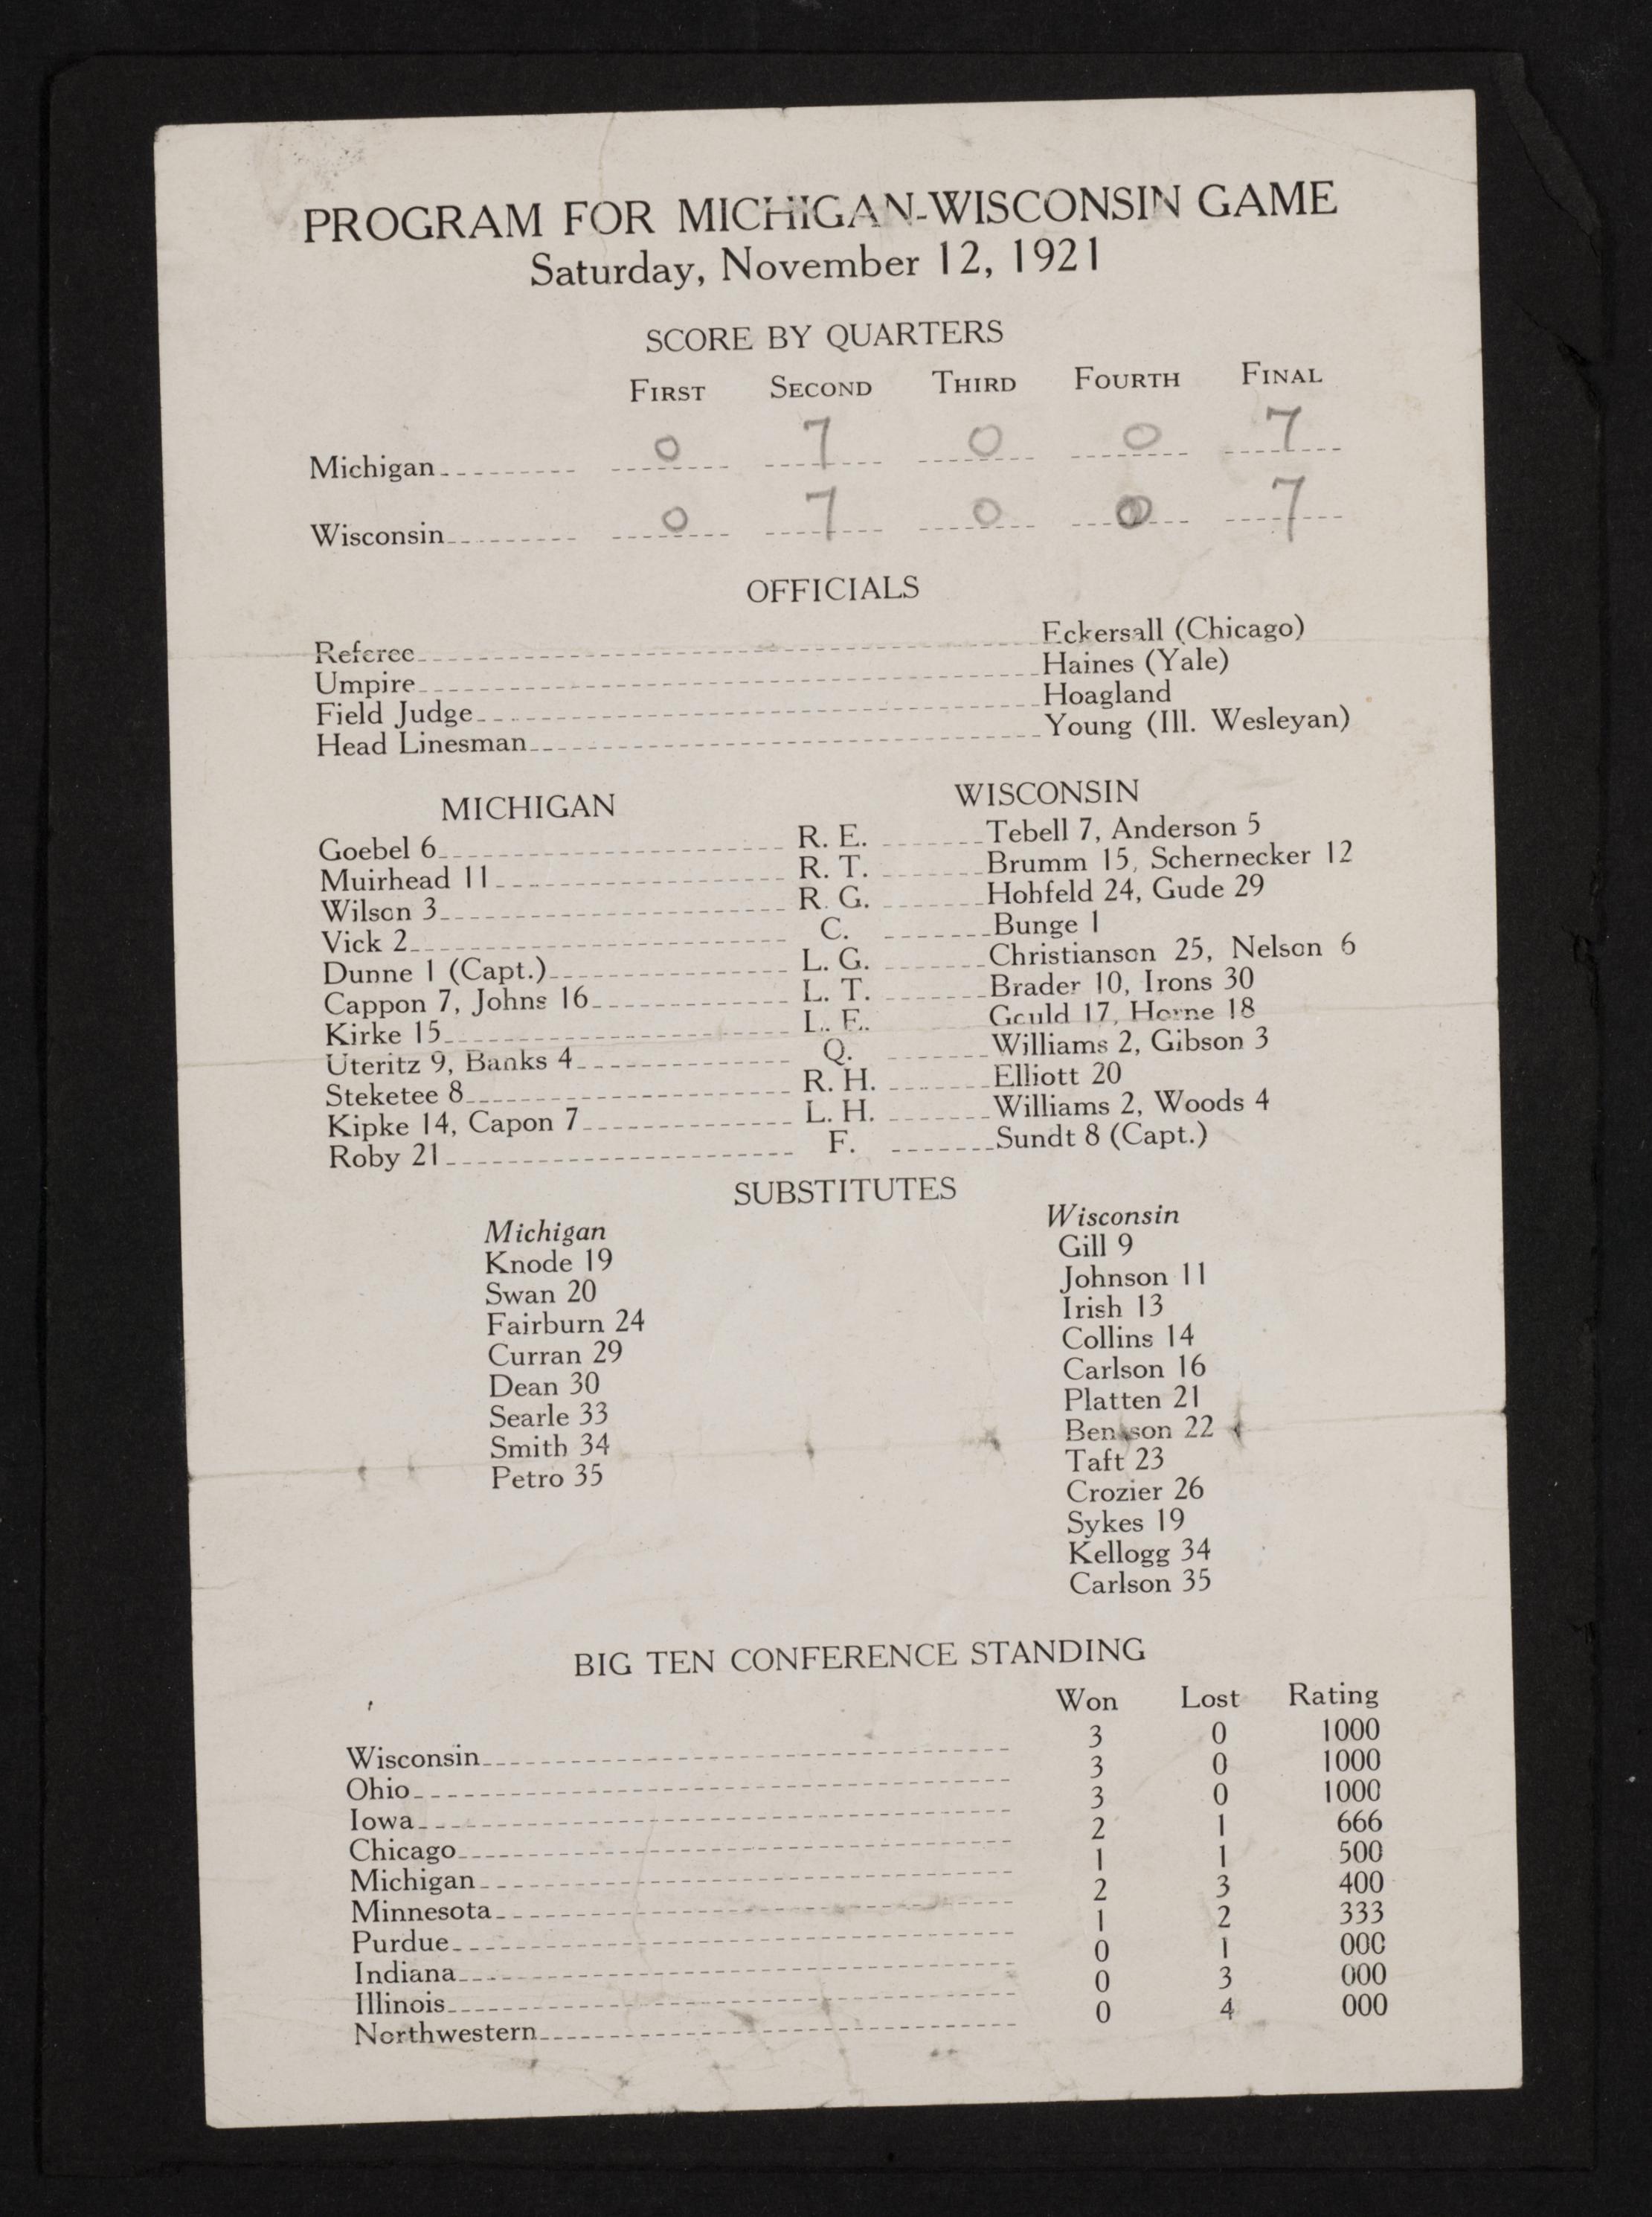 PROGRAM FOR MICHIGAN-WISCONSIN GAME
Saturday, November 12, 1921
SCORE BY QUARTERS
FIRST SECOND THIRD FOURTH FINAL
Michigan 0 7 0 0 7
Wisconsin 0 7 0 0 7
OFFICIALS
Referee Eckersall (Chicago)
Umpire Haines (Yale)
Field Judge Hoagland
Head Linesman Young (Ill. Wesleyan)
MICHIGAN WISCONSIN
Goebel 6 R. E. Tebell 7, Anderson 5
Muirhead 11 R. T. Brumm 15, Schernecker 12
Wilson 3 R. G. Hohfeld 24, Gude 29
Vick 2 C. Bunge 1
Dunne 1 (Capt.) L. G. Christianson 25, Nelson 6
Cappon 7, Johns 16 L. T. Brader 10, Irons 30
Kirke 15 L. E. Gould 17, Horne 18
Uteritz 9, Banks 4 Q. Williams 2, Gibson 3
Steketee 8 R. H. Elliott 20
Kipke 14, Capon 7 L. H. Williams 2, Woods 4
Roby 21 F. Sundt 8 (Capt.)
SUBSTITUTES
Michigan Wisconsin
Knode 19 Gill 9
Swan 20 Johnson 11
Fairburn 24 Irish 13
Curran 29 Collins 14
Dean 30 Carlson 16
Searle 33 Platten 21
Smith 34 Benson 22
Petro 35 Taft 23
Crozier 26
Sykes 19
Kellogg 34
Carlson 35
BIG TEN CONFERENCE STANDING
Won Lost Rating
Wisconsin 3 0 1000
Ohio 3 0 1000
Iowa 3 0 1000
Chicago 2 1 666
Michigan 1 1 500
Minnesota 2 3 400
Purdue 1 2 333
Indiana 0 1 000
Illinois 0 3 000
Northwestern 0 4 000